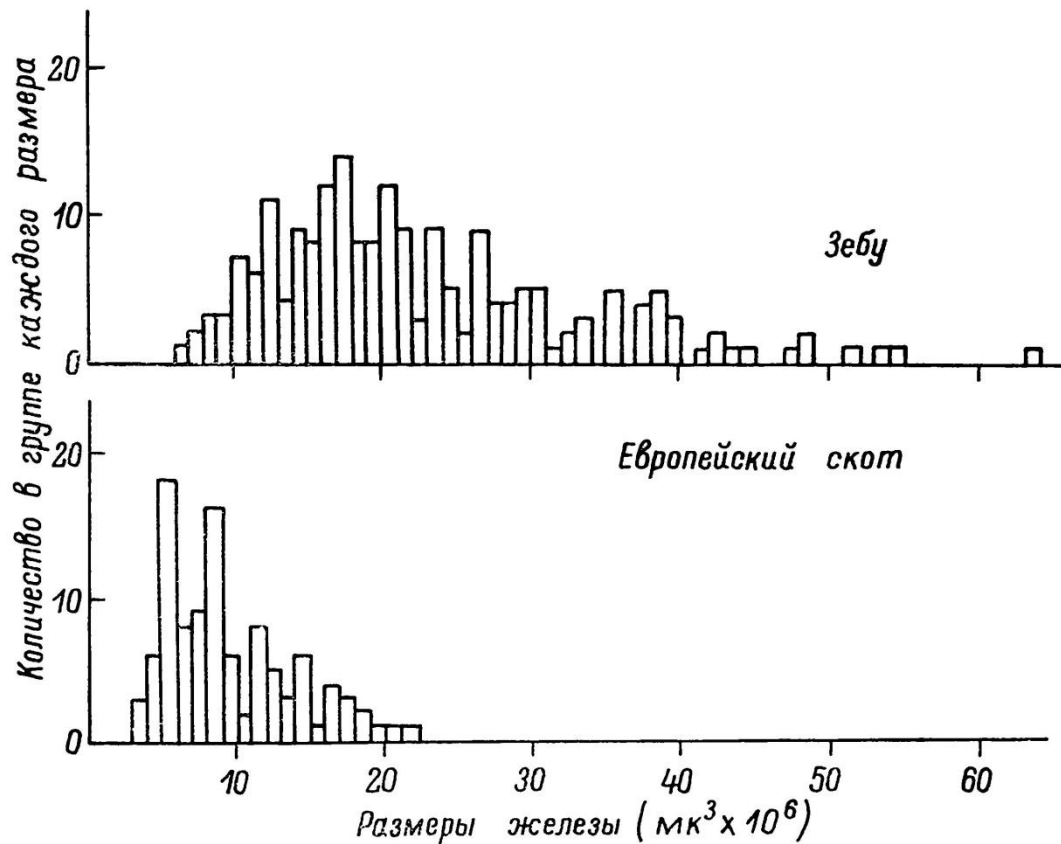 Количество в группе каждого размера
20
10
0
Зебу
20
10
0
Европейский скот
10 20 30 40 50 60
Размеры железы (мк³ x 10⁶)